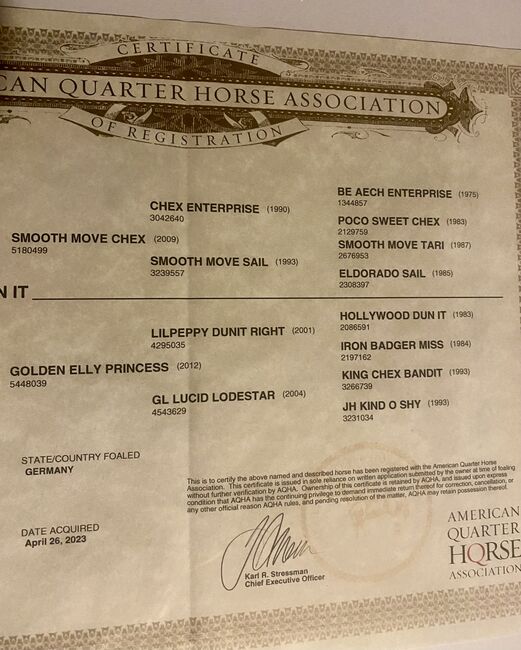 CERTIFICATE
CAN QUARTER HORSE ASSOCIATION
OF REGISTRATION
BE AECH ENTERPRISE (1975)
1344857
CHEX ENTERPRISE (1990)
3042640
POCO SWEET CHEX (1983)
2129759
SMOOTH MOVE CHEX (2009)
5180499
SMOOTH MOVE TARI (1987)
2676953
SMOOTH MOVE SAIL (1993)
3239557
ELDORADO SAIL (1985)
2308397
N IT
HOLLYWOOD DUN IT (1983)
2086591
LILPEPPY DUNIT RIGHT (2001)
4295035
IRON BADGER MISS (1984)
2197162
GOLDEN ELLY PRINCESS (2012)
5448039
KING CHEX BANDIT (1993)
3266739
GL LUCID LODESTAR (2004)
4543629
JH KIND O SHY (1993)
3231034
STATE/COUNTRY FOALED
GERMANY
This is to certify the above named and described horse has been registered with the American Quarter Horse
Association. This certificate is issued in sole reliance on written application submitted by the owner at time of foaling
without further verification by AQHA. Ownership of this certificate is retained by AQHA, and issued upon express
condition that AQHA has the continuing privilege to demand immediate return thereof for correction, cancellation, or
any other official reason AQHA rules, and pending resolution of the matter, AQHA may retain possession thereof.
DATE ACQUIRED
April 26, 2023
Karl R. Stressman
Chief Executive Officer
AMERICAN
QUARTER
HORSE
ASSOCIATION